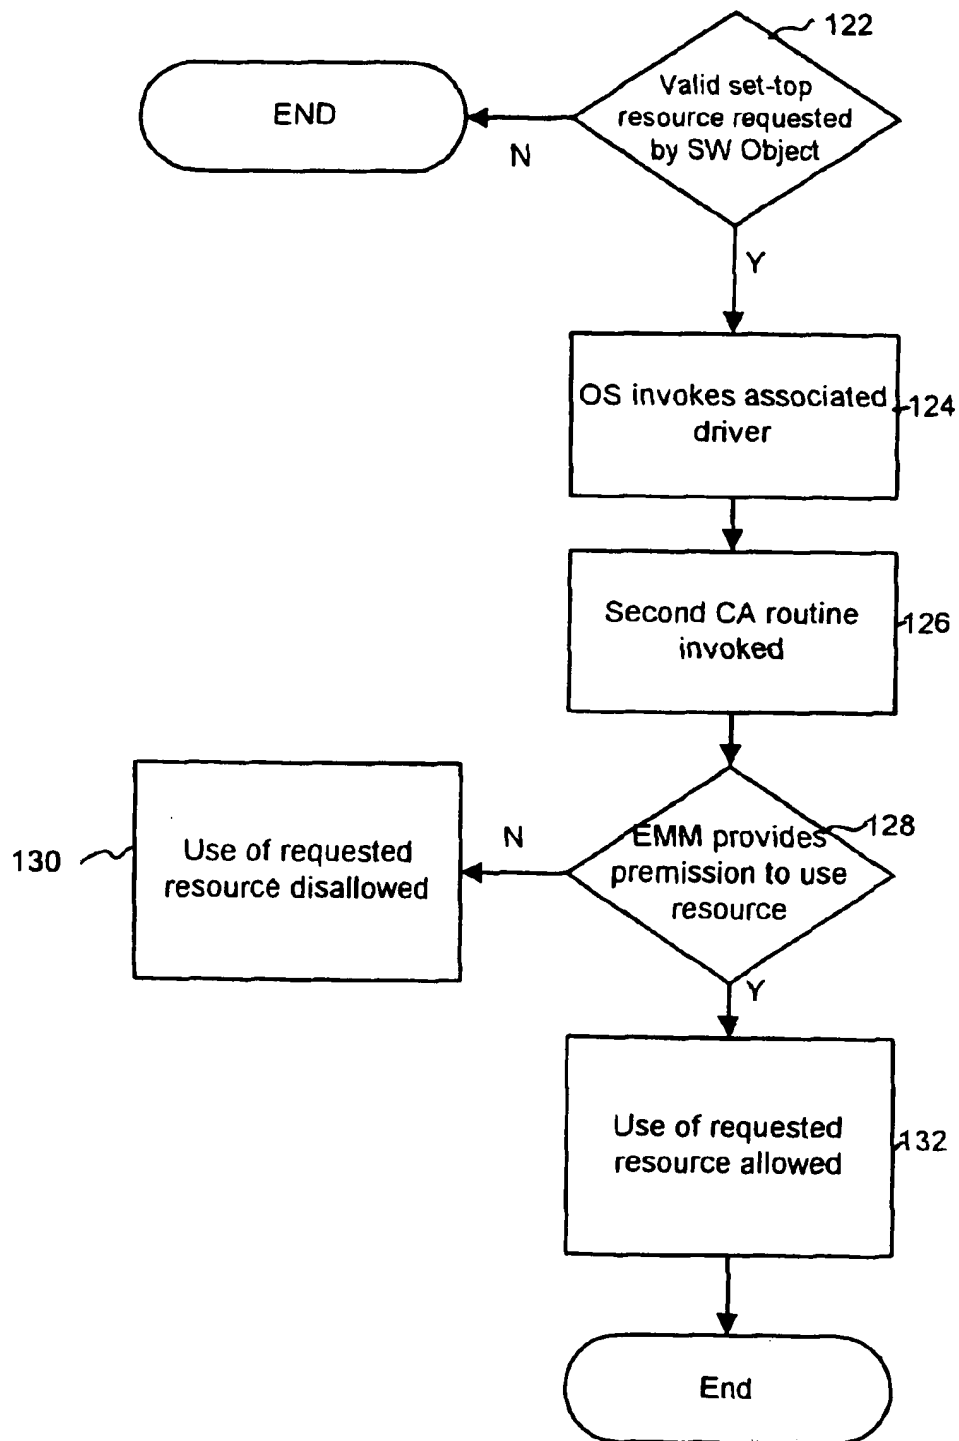 122
Valid set-top
resource requested
by SW Object
END
N
Y
OS invokes associated
driver
124
Second CA routine
invoked
126
EMM provides
premission to use
resource
128
N
130
Use of requested
resource disallowed
Y
Use of requested
resource allowed
132
End